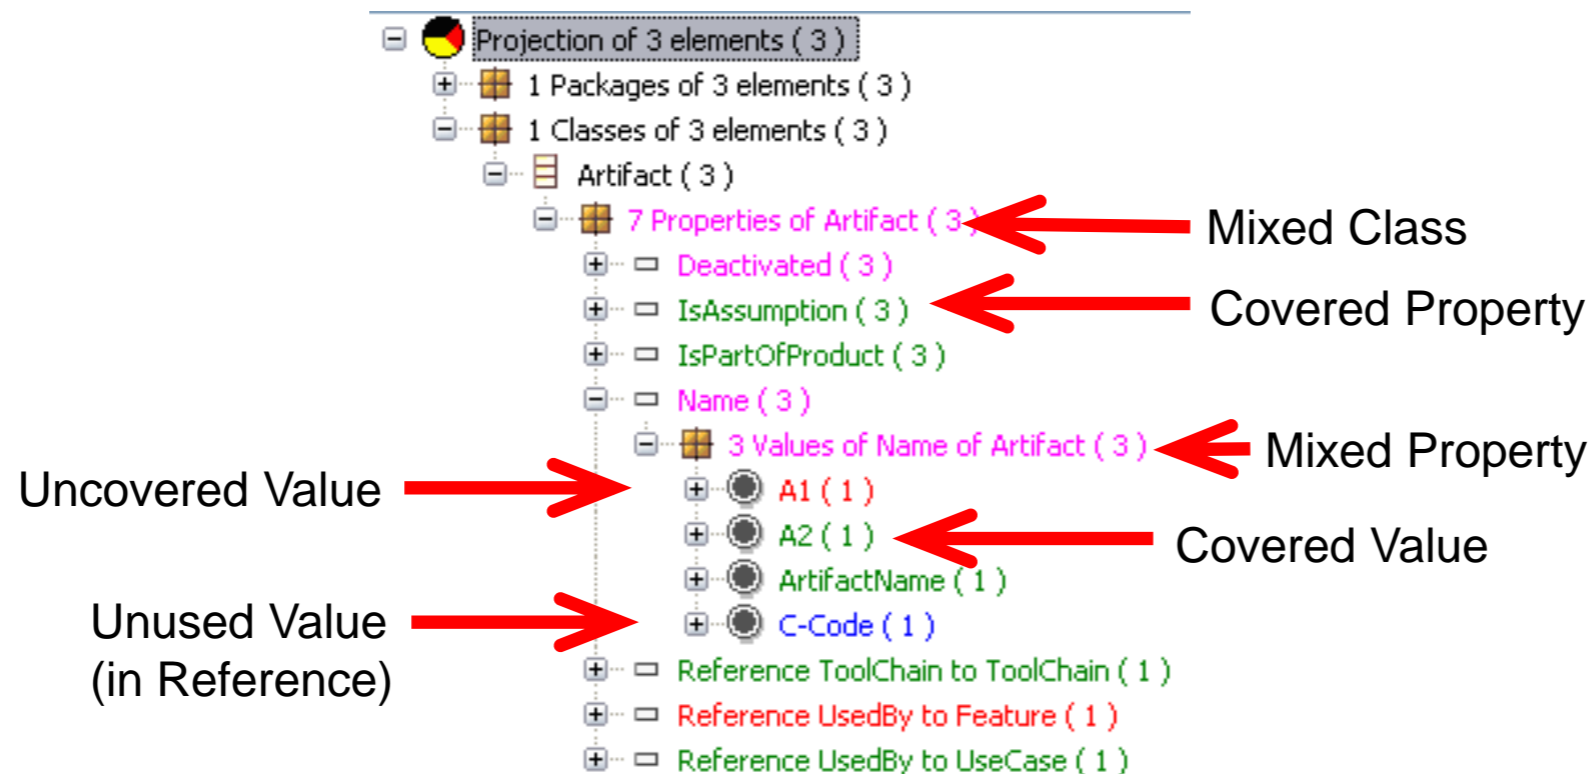 Projection of 3 elements ( 3 )
1 Packages of 3 elements ( 3 )
1 Classes of 3 elements ( 3 )
Artifact ( 3 )
7 Properties of Artifact ( 3 )
Mixed Class
Deactivated ( 3 )
IsAssumption ( 3 )
Covered Property
IsPartOfProduct ( 3 )
Name ( 3 )
3 Values of Name of Artifact ( 3 )
Mixed Property
Uncovered Value
A1 ( 1 )
A2 ( 1 )
Covered Value
ArtifactName ( 1 )
Unused Value
(in Reference)
C-Code ( 1 )
Reference ToolChain to ToolChain ( 1 )
Reference UsedBy to Feature ( 1 )
Reference UsedBy to UseCase ( 1 )